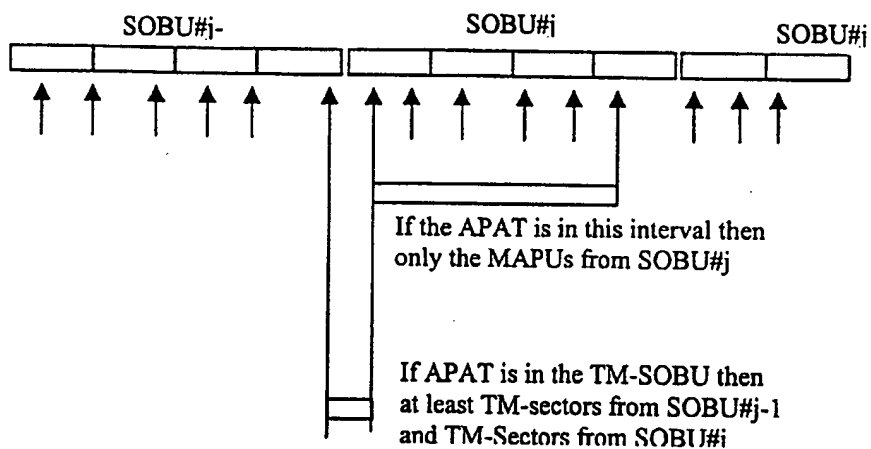 SOBU#j-
SOBU#j
SOBU#j
If the APAT is in this interval then
only the MAPUs from SOBU#j
If APAT is in the TM-SOBU then
at least TM-sectors from SOBU#j-1
and TM-Sectors from SOBU#j